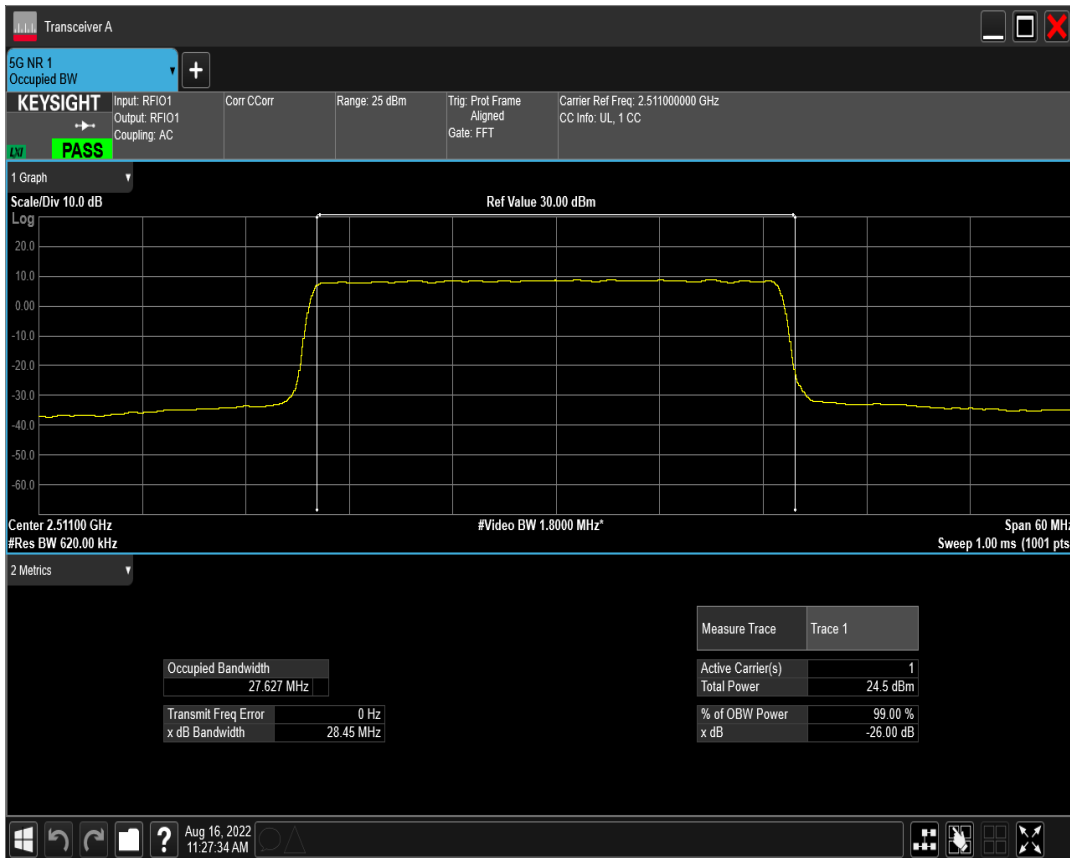 Transceiver A
5G NR 1
Occupied BW
KEYSIGHT
LXI
PASS
Input: RFIO1
Output: RFIO1
Coupling: AC
Corr CCorr
Range: 25 dBm
Trig: Prot Frame
Aligned
Gate: FFT
Carrier Ref Freq: 2.511000000 GHz
CC Info: UL, 1 CC
1 Graph
Scale/Div 10.0 dB
Ref Value 30.00 dBm
Log
20.0
10.0
0.00
-10.0
-20.0
-30.0
-40.0
-50.0
-60.0
Center 2.51100 GHz
#Video BW 1.8000 MHz*
Span 60 MHz
#Res BW 620.00 kHz
Sweep 1.00 ms (1001 pts
2 Metrics
Measure Trace Trace 1
Occupied Bandwidth
27.627 MHz
Active Carrier(s) 1
Total Power 24.5 dBm
Transmit Freq Error 0 Hz
x dB Bandwidth 28.45 MHz
% of OBW Power 99.00 %
x dB -26.00 dB
?
Aug 16, 2022
11:27:34 AM